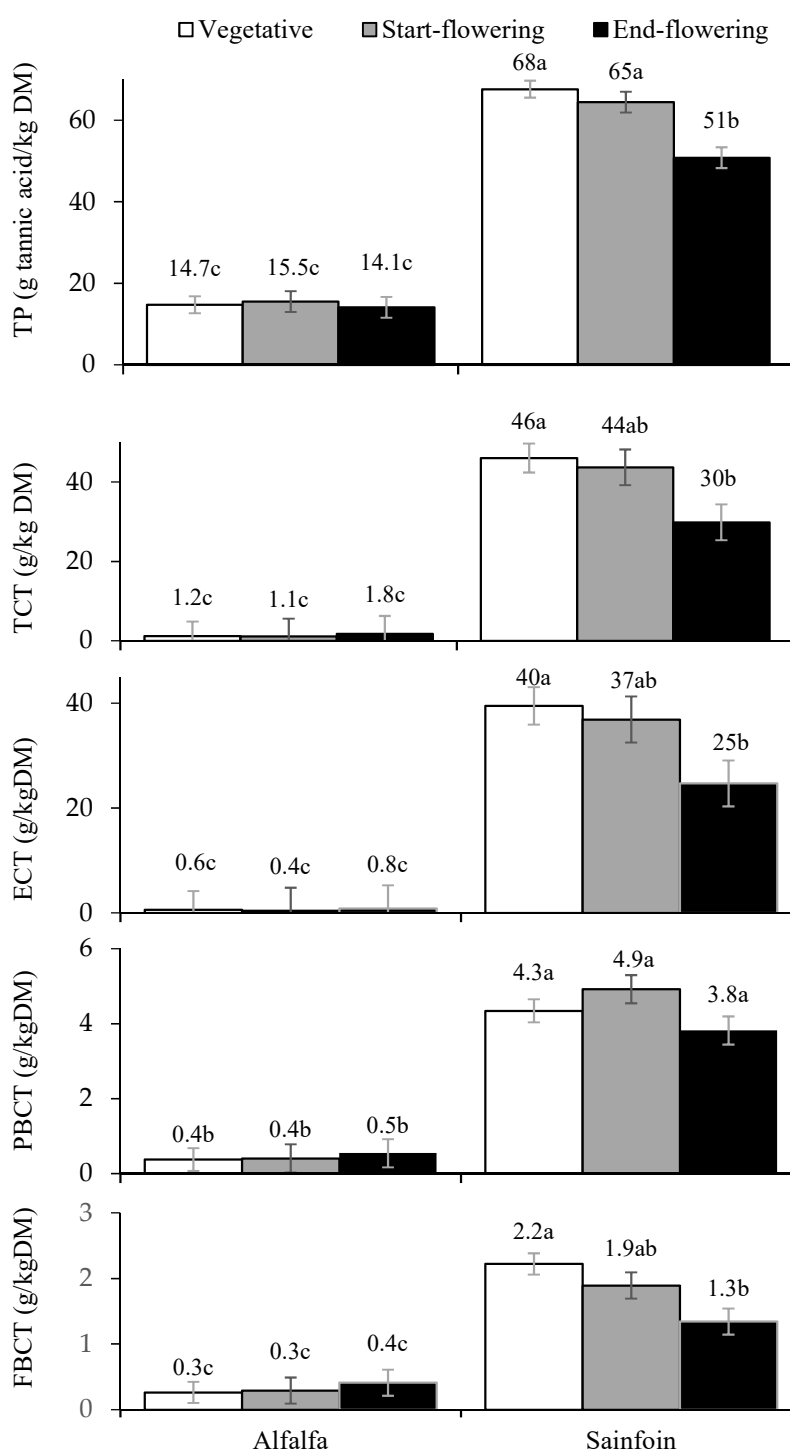 Vegetative Start-flowering End-flowering
TP (g tannic acid/kg DM)
60
40
20
0
14.7c 15.5c 14.1c
68a 65a 51b
TCT (g/kg DM)
40
20
0
1.2c 1.1c 1.8c
46a 44ab 30b
ECT (g/kgDM)
40
20
0
0.6c 0.4c 0.8c
40a 37ab 25b
PBCT (g/kgDM)
6
4
2
0
0.4b 0.4b 0.5b
4.3a 4.9a 3.8a
FBCT (g/kgDM)
3
2
1
0
0.3c 0.3c 0.4c
2.2a 1.9ab 1.3b
Alfalfa Sainfoin